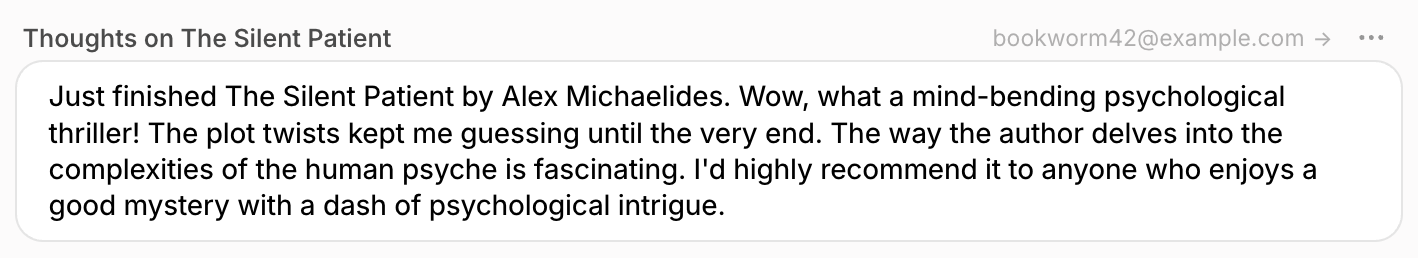 Thoughts on The Silent Patient
bookworm42@example.com → ···
Just finished The Silent Patient by Alex Michaelides. Wow, what a mind-bending psychological
thriller! The plot twists kept me guessing until the very end. The way the author delves into the
complexities of the human psyche is fascinating. I'd highly recommend it to anyone who enjoys a
good mystery with a dash of psychological intrigue.